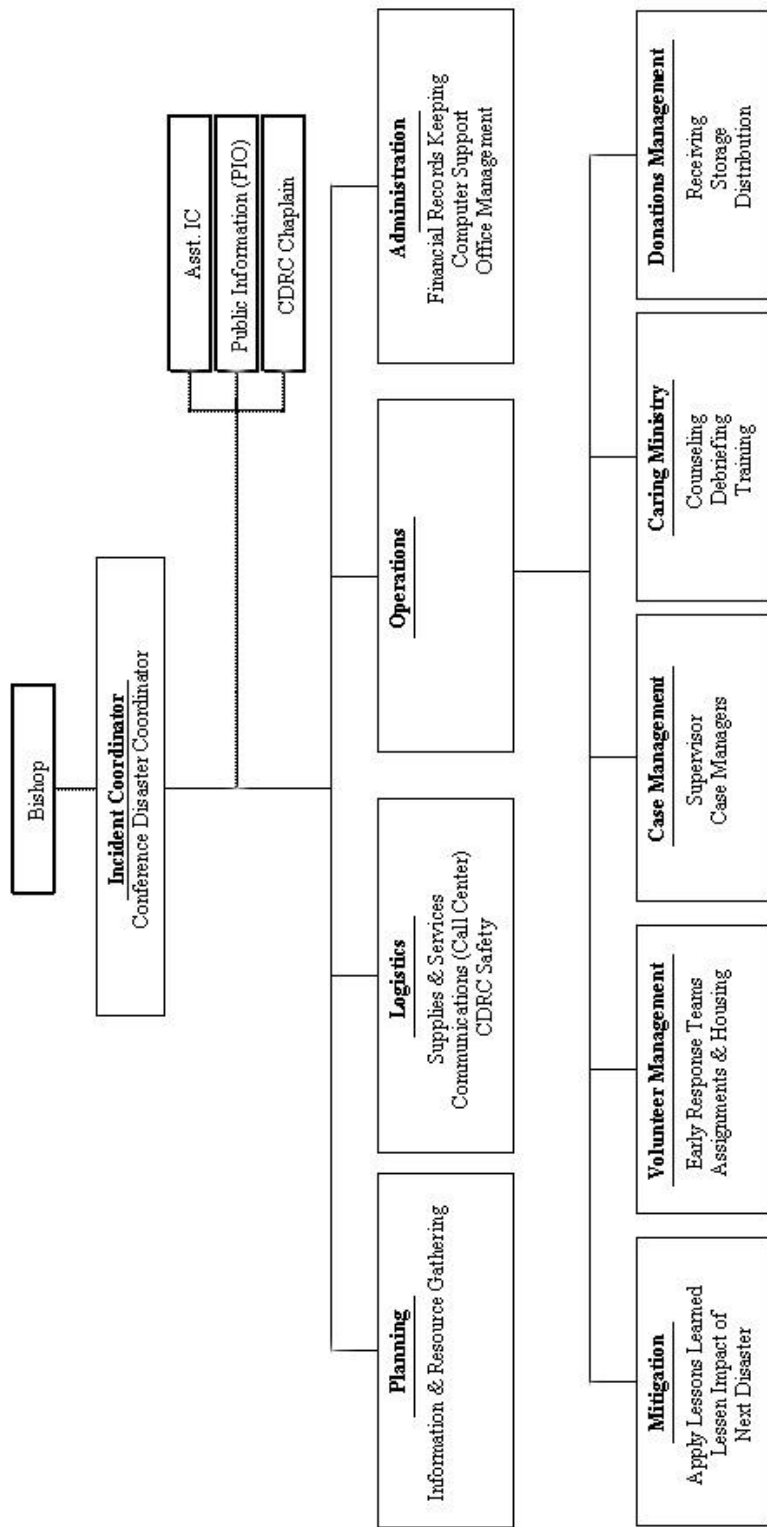 Bishop
Incident Coordinator
Conference Disaster Coordinator
Asst. IC
Public Information (PIO)
CDRC Chaplain
Planning
Information & Resource Gathering
Logistics
Supplies & Services
Communications (Call Center)
CDRC Safety
Operations
Administration
Financial Records Keeping
Computer Support
Office Management
Mitigation
Apply Lessons Learned
Lessen Impact of
Next Disaster
Volunteer Management
Early Response Teams
Assignments & Housing
Case Management
Supervisor
Case Managers
Caring Ministry
Counseling
Debriefing
Training
Donations Management
Receiving
Storage
Distribution